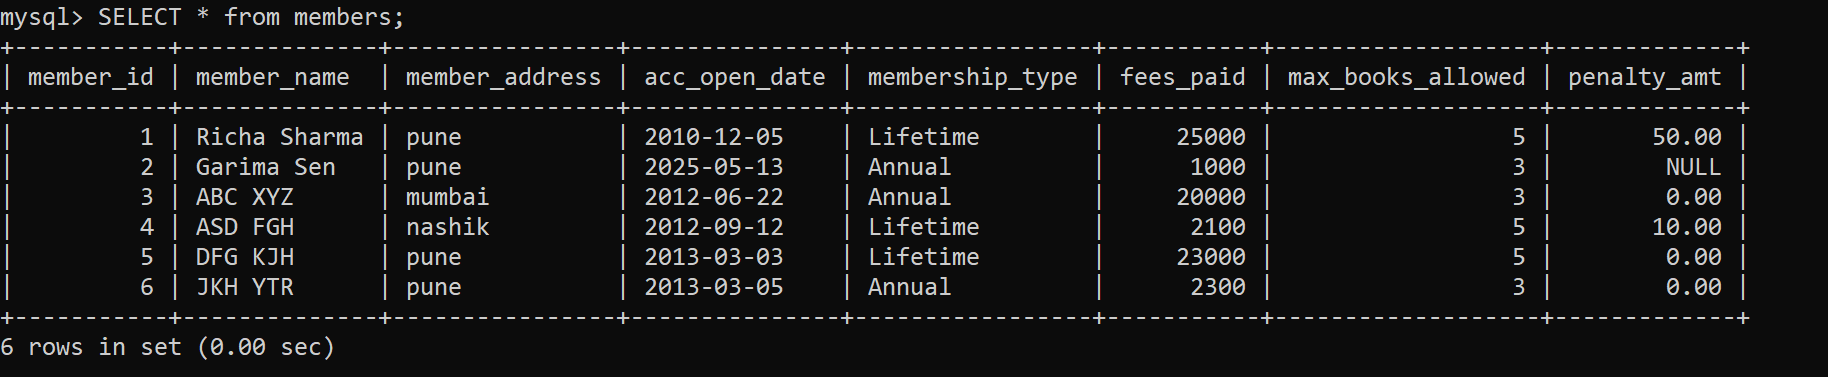 mysql> SELECT * from members;
+-----------+--------------+----------------+---------------+-----------------+-----------+-------------------+-------------+
| member_id | member_name  | member_address | acc_open_date | membership_type | fees_paid | max_books_allowed | penalty_amt |
+-----------+--------------+----------------+---------------+-----------------+-----------+-------------------+-------------+
|         1 | Richa Sharma | pune           | 2010-12-05    | Lifetime        |     25000 |                 5 |       50.00 |
|         2 | Garima Sen   | pune           | 2025-05-13    | Annual          |      1000 |                 3 |        NULL |
|         3 | ABC XYZ      | mumbai         | 2012-06-22    | Annual          |     20000 |                 3 |        0.00 |
|         4 | ASD FGH      | nashik         | 2012-09-12    | Lifetime        |      2100 |                 5 |       10.00 |
|         5 | DFG KJH      | pune           | 2013-03-03    | Lifetime        |     23000 |                 5 |        0.00 |
|         6 | JKH YTR      | pune           | 2013-03-05    | Annual          |      2300 |                 3 |        0.00 |
+-----------+--------------+----------------+---------------+-----------------+-----------+-------------------+-------------+
6 rows in set (0.00 sec)